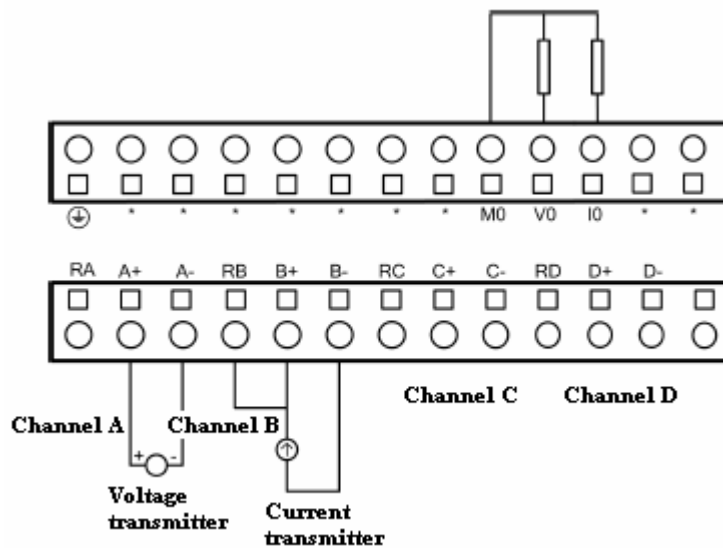 * * * * * * * M0 V0 I0 * *
RA A+ A- RB B+ B- RC C+ C- RD D+ D-
Channel C Channel D
Channel A Channel B
+ -
Voltage
transmitter
Current
transmitter